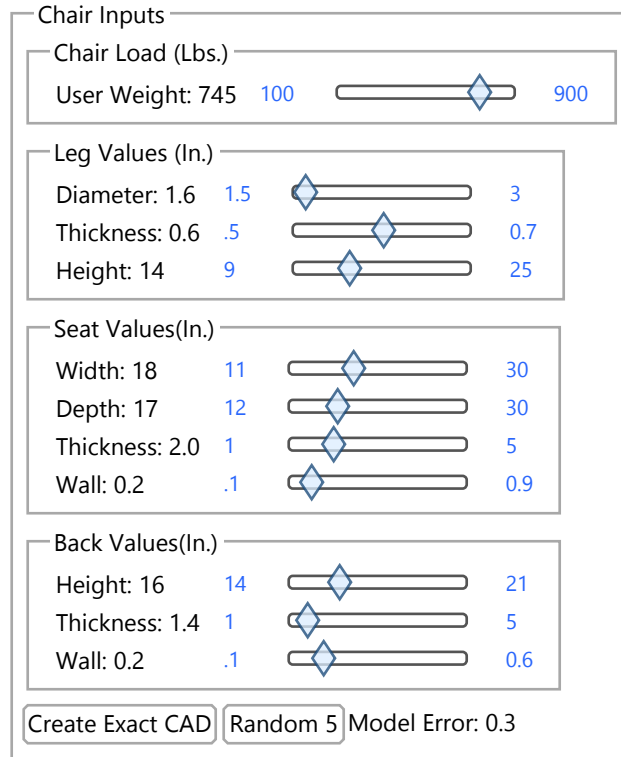 Chair Inputs
Chair Load (Lbs.)
User Weight: 745 100 900
Leg Values (In.)
Diameter: 1.6 1.5 3
Thickness: 0.6 .5 0.7
Height: 14 9 25
Seat Values(In.)
Width: 18 11 30
Depth: 17 12 30
Thickness: 2.0 1 5
Wall: 0.2 .1 0.9
Back Values(In.)
Height: 16 14 21
Thickness: 1.4 1 5
Wall: 0.2 .1 0.6
Create Exact CAD Random 5 Model Error: 0.3